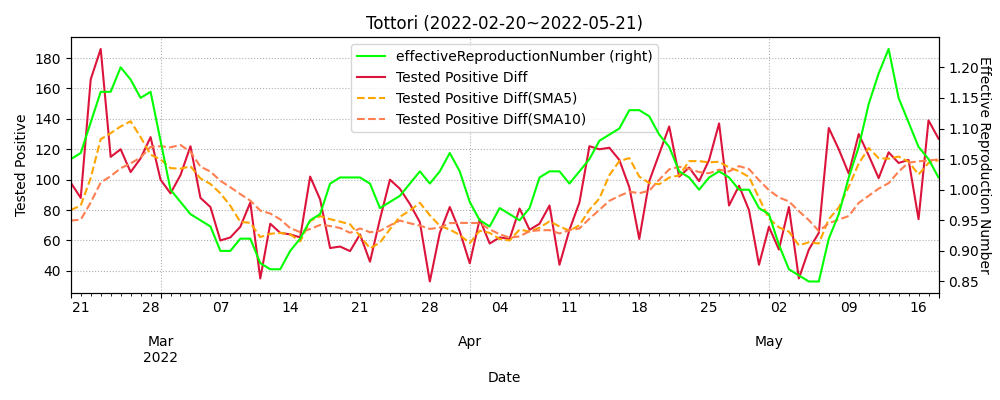 Tottori (2022-02-20~2022-05-21)
effectiveReproductionNumber (right)
Tested Positive Diff
Tested Positive Diff(SMA5)
Tested Positive Diff(SMA10)
Tested Positive
180
160
140
120
100
80
60
40
1.20
1.15
1.10
1.05
1.00
0.95
0.90
0.85
Effective Reproduction Number
21 28 07 14 21 28 04 11 18 25 02 09 16
Mar Apr May
2022
Date